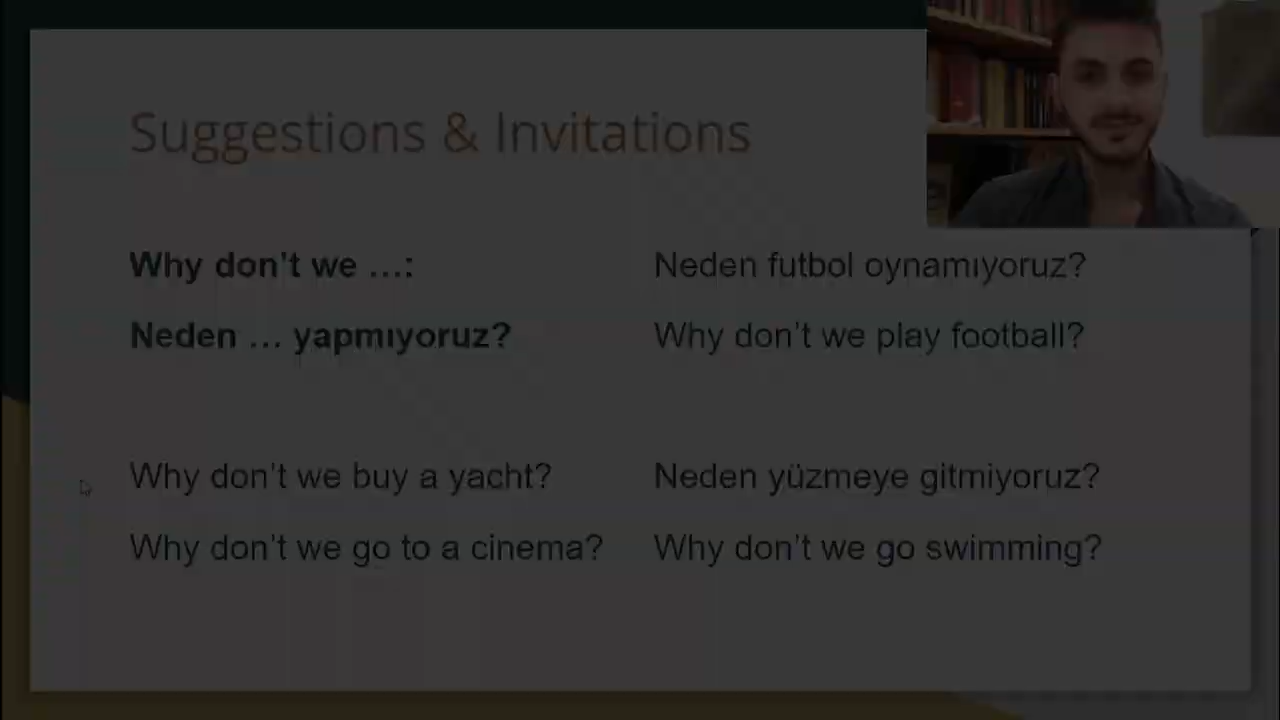 Suggestions & Invitations
Why don't we ...:
Neden ... yapmıyoruz?
Neden futbol oynamıyoruz?
Why don't we play football?
Why don't we buy a yacht?
Why don't we go to a cinema?
Neden yüzmeye gitmiyoruz?
Why don't we go swimming?